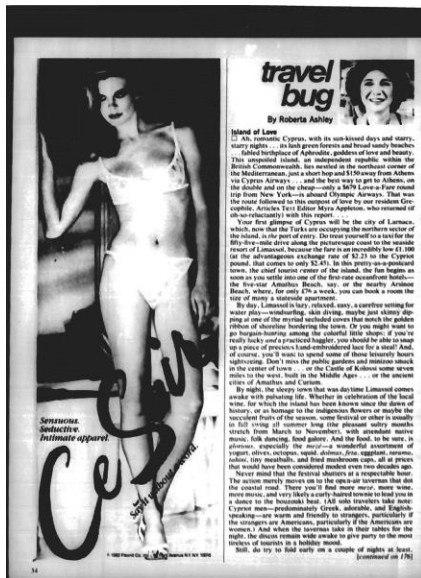 Sensuous.
Seductive.
Intimate apparel.
34
travel
bug
By Roberta Ashley
Island of Love
Ah, romantic Cyprus, with its sun-kissed days and starry,
starry nights . . . its lush green forests and broad sandy beaches
. . . fabled birthplace of Aphrodite, goddess of love and beauty.
This unspoiled island, an independent republic within the
British Commonwealth, lies nestled in the northeast corner of
the Mediterranean, just a short hop and $150 away from Athens
via Cyprus Airways . . . and the best way to get to Athens, on
the double and on the cheap—only a $679 Love-a-Fare round
trip from New York—is aboard Olympic Airways. That was
the route followed to this outpost of love by our resident Gre-
cophile, Articles Text Editor Myra Appleton, who returned (if
oh-so-reluctantly) with this report. . . .
Your first glimpse of Cyprus will be the city of Larnaca,
which, now that the Turks are occupying the northern sector of
the island, is the port of entry. Do treat yourself to a taxi for the
fifty-five-mile drive along the picturesque coast to the seaside
resort of Limassol, because the fare is an incredibly low £1.100
(at the advantageous exchange rate of $2.23 to the Cypriot
pound, that comes to only $2.45). In this pretty-as-a-postcard
town, the chief tourist center of the island, the fun begins as
soon as you settle into one of the first-rate oceanfront hotels—
the five-star Amathus Beach, say, or the nearby Arsinoe
Beach, where, for only £76 a week, you can book a room the
size of many a stateside apartment.
By day, Limassol is lazy, relaxed, easy, a carefree setting for
water play—windsurfing, skin diving, maybe just skinny dip-
ping at one of the myriad secluded coves that notch the golden
ribbon of shoreline bordering the town. Or you might want to
go bargain-hunting among the colorful little shops; if you're
really lucky and a practiced haggler, you should be able to snap
up a piece of precious hand-embroidered lace for a steal! And,
of course, you'll want to spend some of those leisurely hours
sightseeing. Don't miss the public gardens and minizoo smack
in the center of town . . . or the Castle of Kolossi some seven
miles to the west, built in the Middle Ages . . . or the ancient
cities of Amathus and Curium.
By night, the sleepy town that was daytime Limassol comes
awake with pulsating life. Whether in celebration of the local
wine, for which the island has been known since the dawn of
history, or as homage to the indigenous flowers or maybe the
succulent fruits of the season, some festival or other is usually
in full swing all summer long (the pleasant sultry months
stretch from March to November), with attendant native
music, folk dancing, food galore. And the food, to be sure, is
glorious, especially the mezé—a wonderful assortment of
yogurt, olives, octopus, squid, dolmas, feta, eggplant, tarama,
tahini, tiny meatballs, and fried mushroom caps, all at prices
that would have been considered modest even two decades ago.
Never mind that the festival shutters at a respectable hour.
The action merely moves on to the open-air tavernas that dot
the coastal road. There you'll find more mezé, more wine,
more music, and very likely a curly-haired townie to lead you in
a dance to the bouzouki beat. (All solo travelers take note:
Cypriot men—predominantly Greek, adorable, and English-
speaking—are warm and friendly to strangers, particularly if
the strangers are Americans, particularly if the Americans are
women.) And when the tavernas take in their tables for the
night, the discos remain wide awake to give party to the most
tireless of tourists in a holiday mood.
Still, do try to fold early on a couple of nights at least,
[continued on 176]